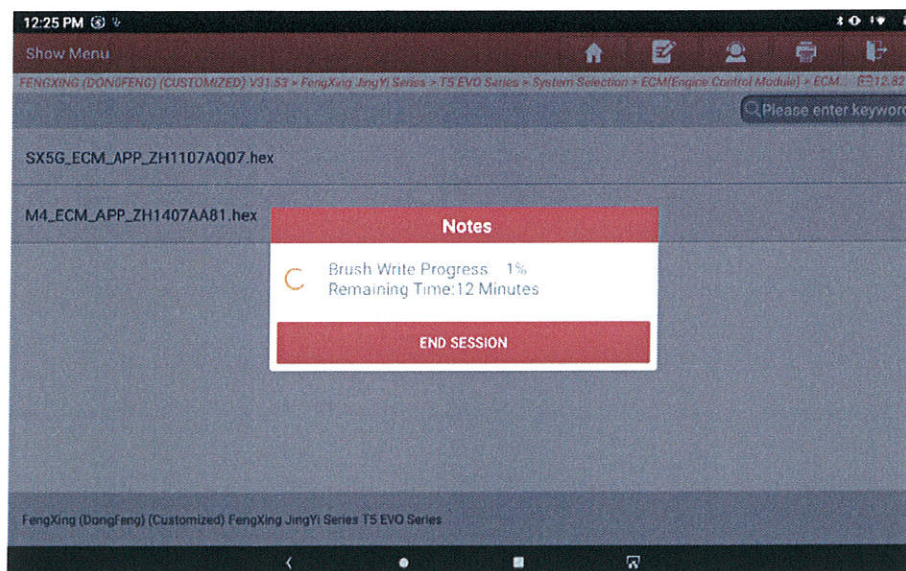 12:25 PM
Show Menu
FENGXING (DONGFENG) (CUSTOMIZED) V31.53 > FengXing JingYi Series > T5 EVO Series > System Selection > ECM(Engine Control Module) > ECM 12.82
Please enter keyword
SX5G_ECM_APP_ZH1107AQ07.hex
M4_ECM_APP_ZH1407AA81.hex
Notes
Brush Write Progress: 1%
Remaining Time:12 Minutes
END SESSION
FengXing (DongFeng) (Customized) FengXing JingYi Series T5 EVO Series